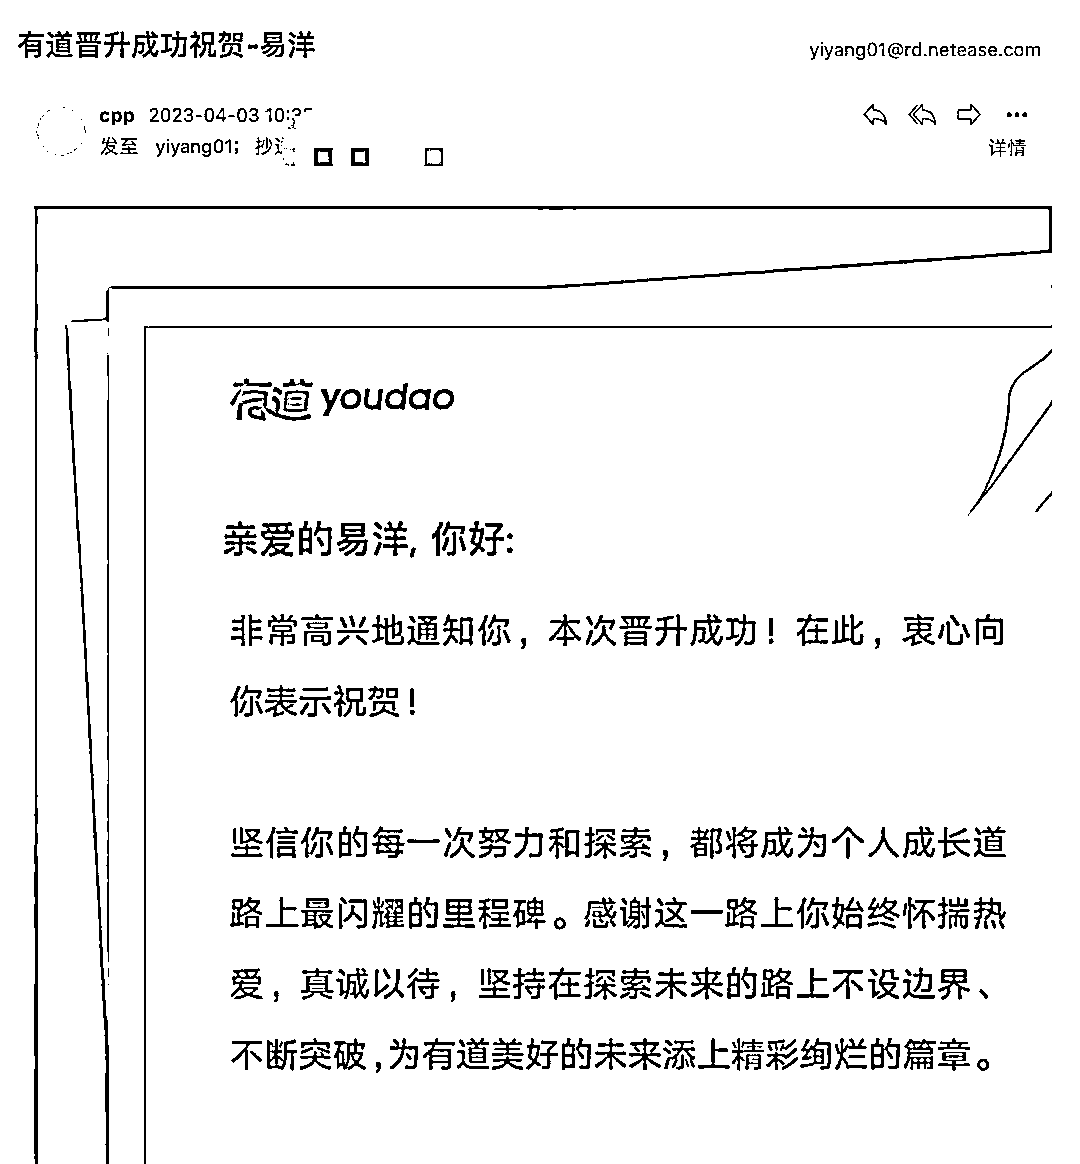 有道晋升成功祝贺-易洋
yiyang01@rd.netease.com
cpp 2023-04-03 10:
发至 yiyang01; 抄送
详情
有道 youdao
亲爱的易洋, 你好:
非常高兴地通知你，本次晋升成功！在此，衷心向
你表示祝贺！
坚信你的每一次努力和探索，都将成为个人成长道
路上最闪耀的里程碑。感谢这一路上你始终怀揣热
爱，真诚以待，坚持在探索未来的路上不设边界、
不断突破,为有道美好的未来添上精彩绚烂的篇章。